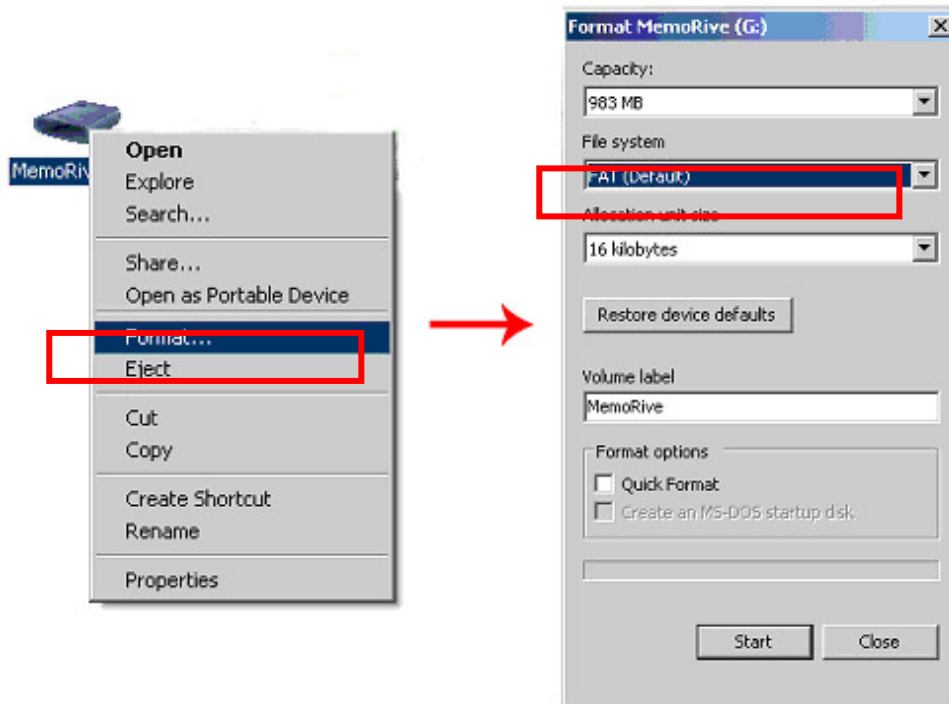 MemoRiv
Open
Explore
Search...
Share...
Open as Portable Device
Format...
Eject
Cut
Copy
Create Shortcut
Rename
Properties
Format MemoRive (G:)
Capacity:
983 MB
File system
FAT (Default)
Allocation unit size
16 kilobytes
Restore device defaults
Volume label
MemoRive
Format options
Quick Format
Create an MS-DOS startup disk
Start
Close